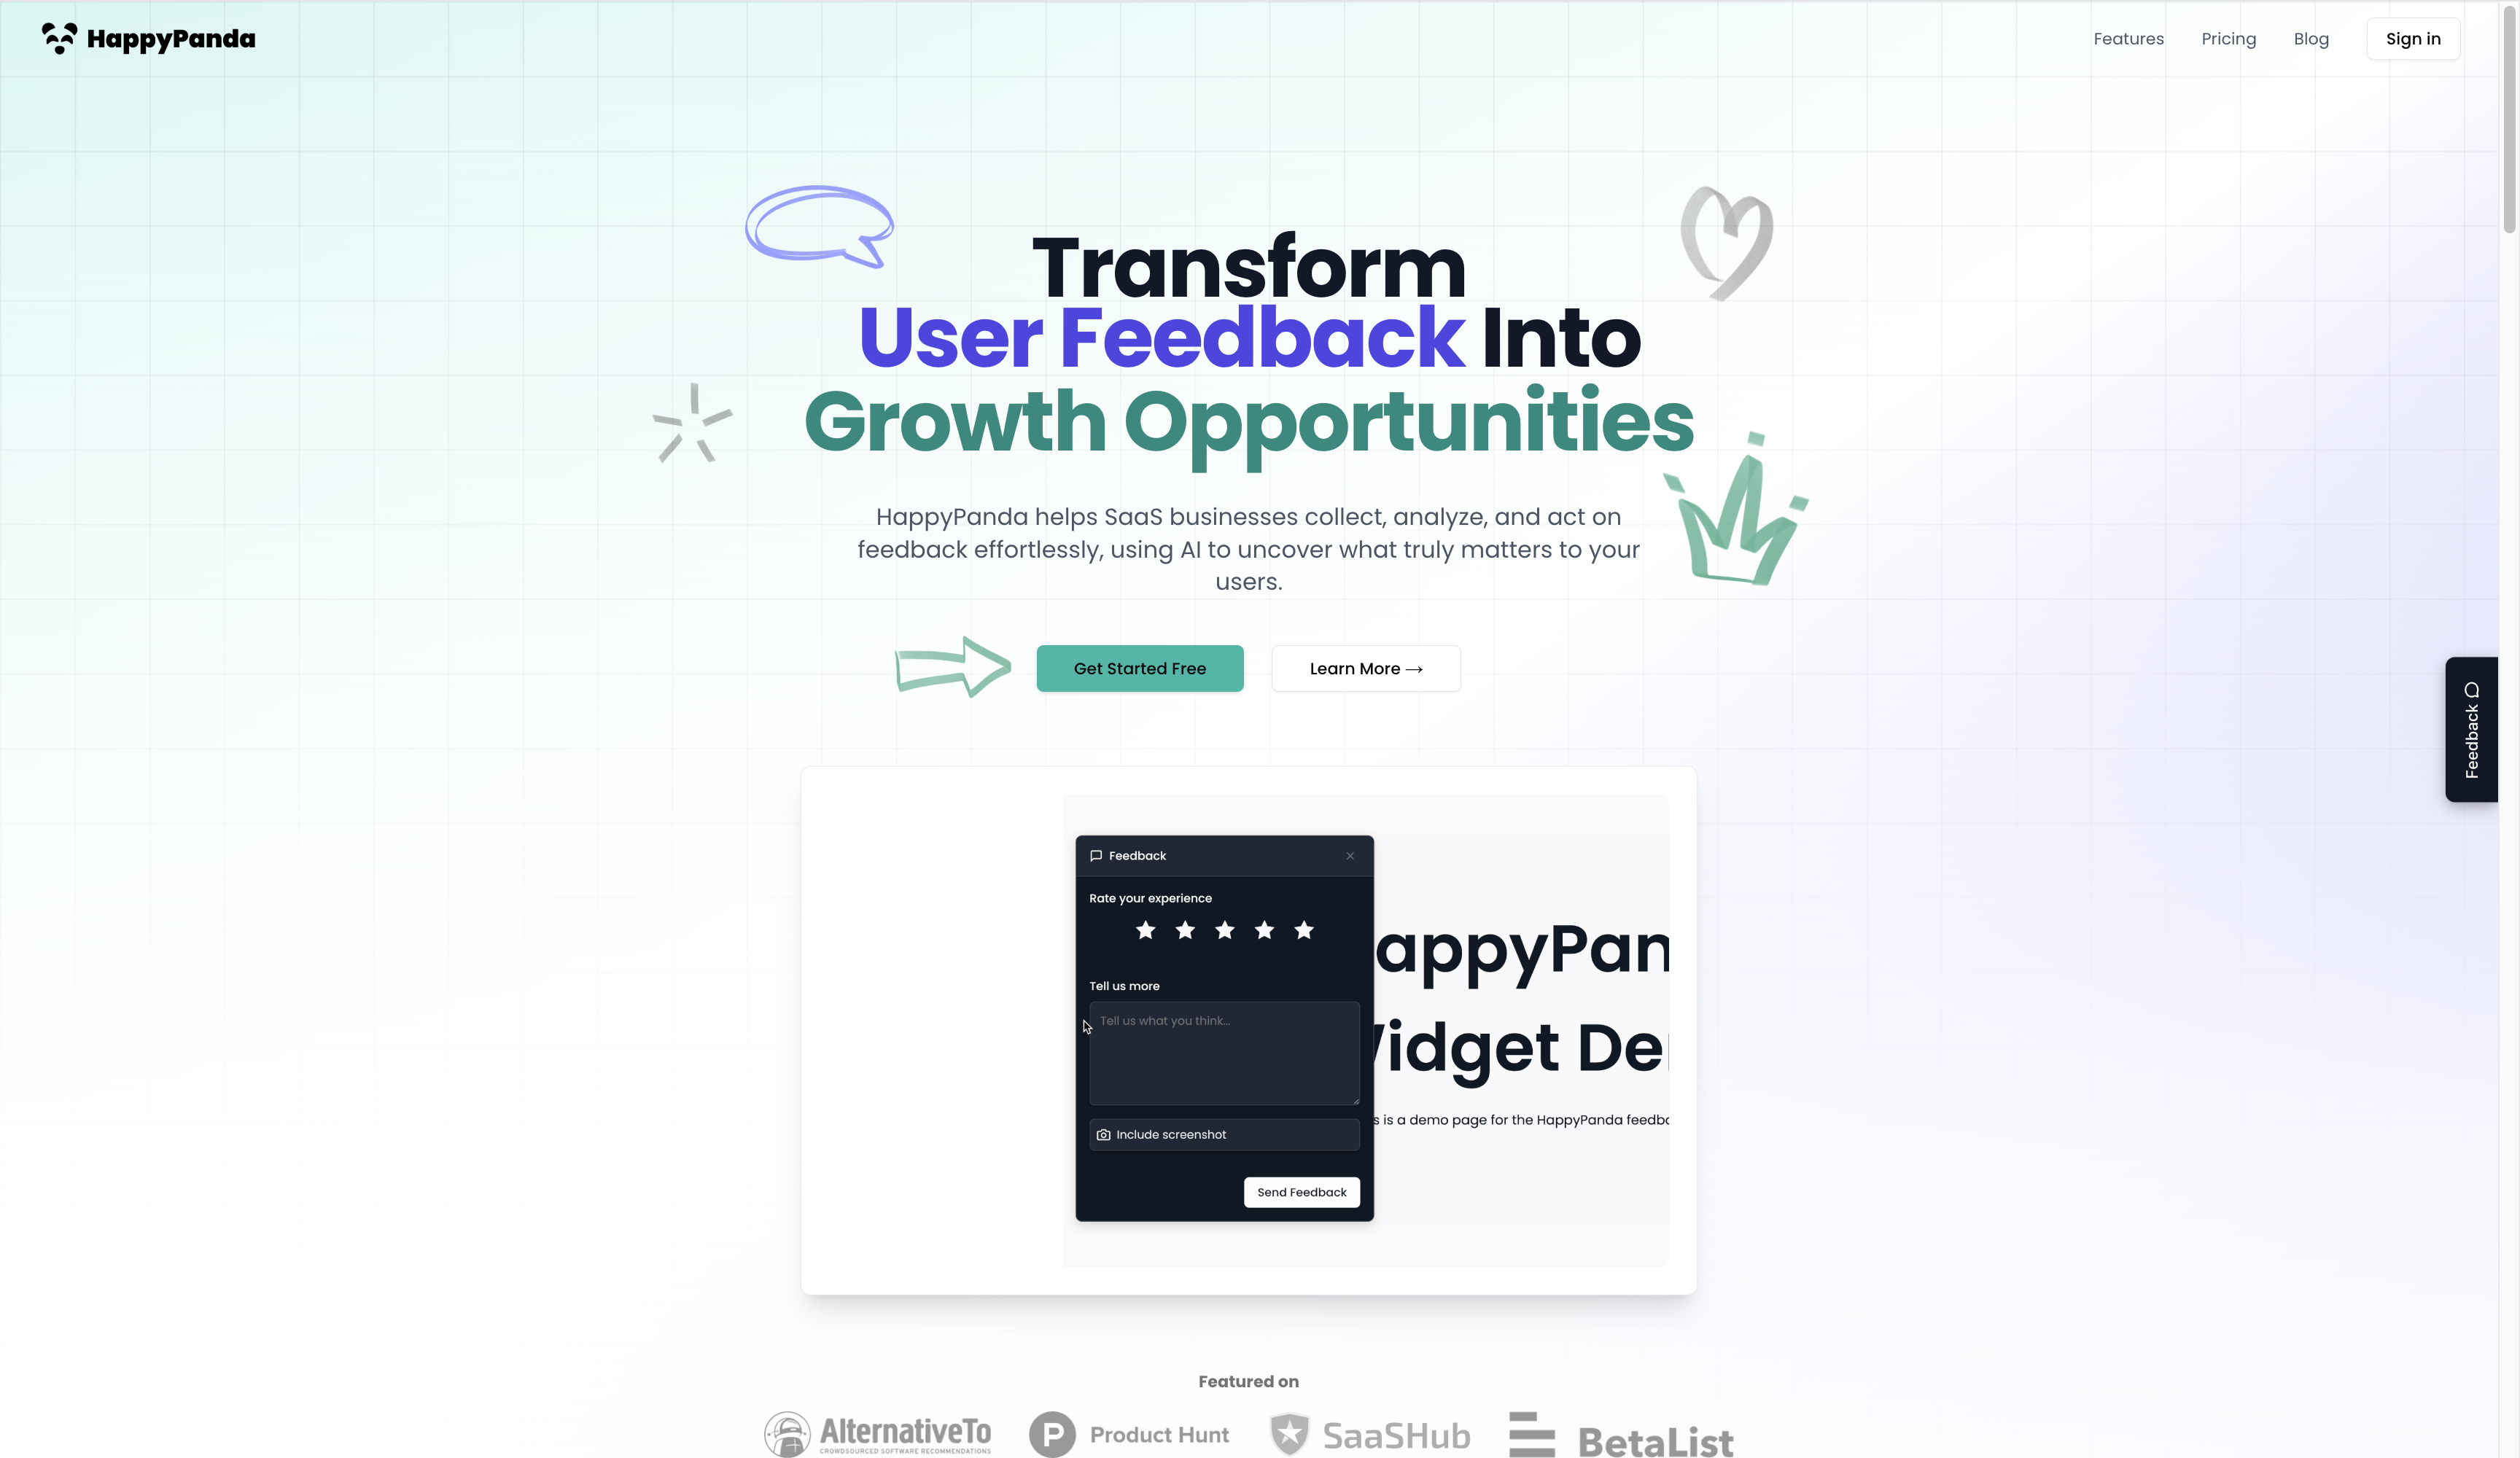 HappyPanda
Features
Pricing
Blog
Sign in
Transform
User Feedback Into
Growth Opportunities
HappyPanda helps SaaS businesses collect, analyze, and act on
feedback effortlessly, using AI to uncover what truly matters to your
users.
Get Started Free
Learn More →
Feedback
Feedback
Rate your experience
Tell us more
Tell us what you think...
Include screenshot
Send Feedback
appyPan
idget De
s is a demo page for the HappyPanda feedba
Featured on
AlternativeTo
CROWDSOURCED SOFTWARE RECOMMENDATIONS
Product Hunt
SaaSHub
BetaList